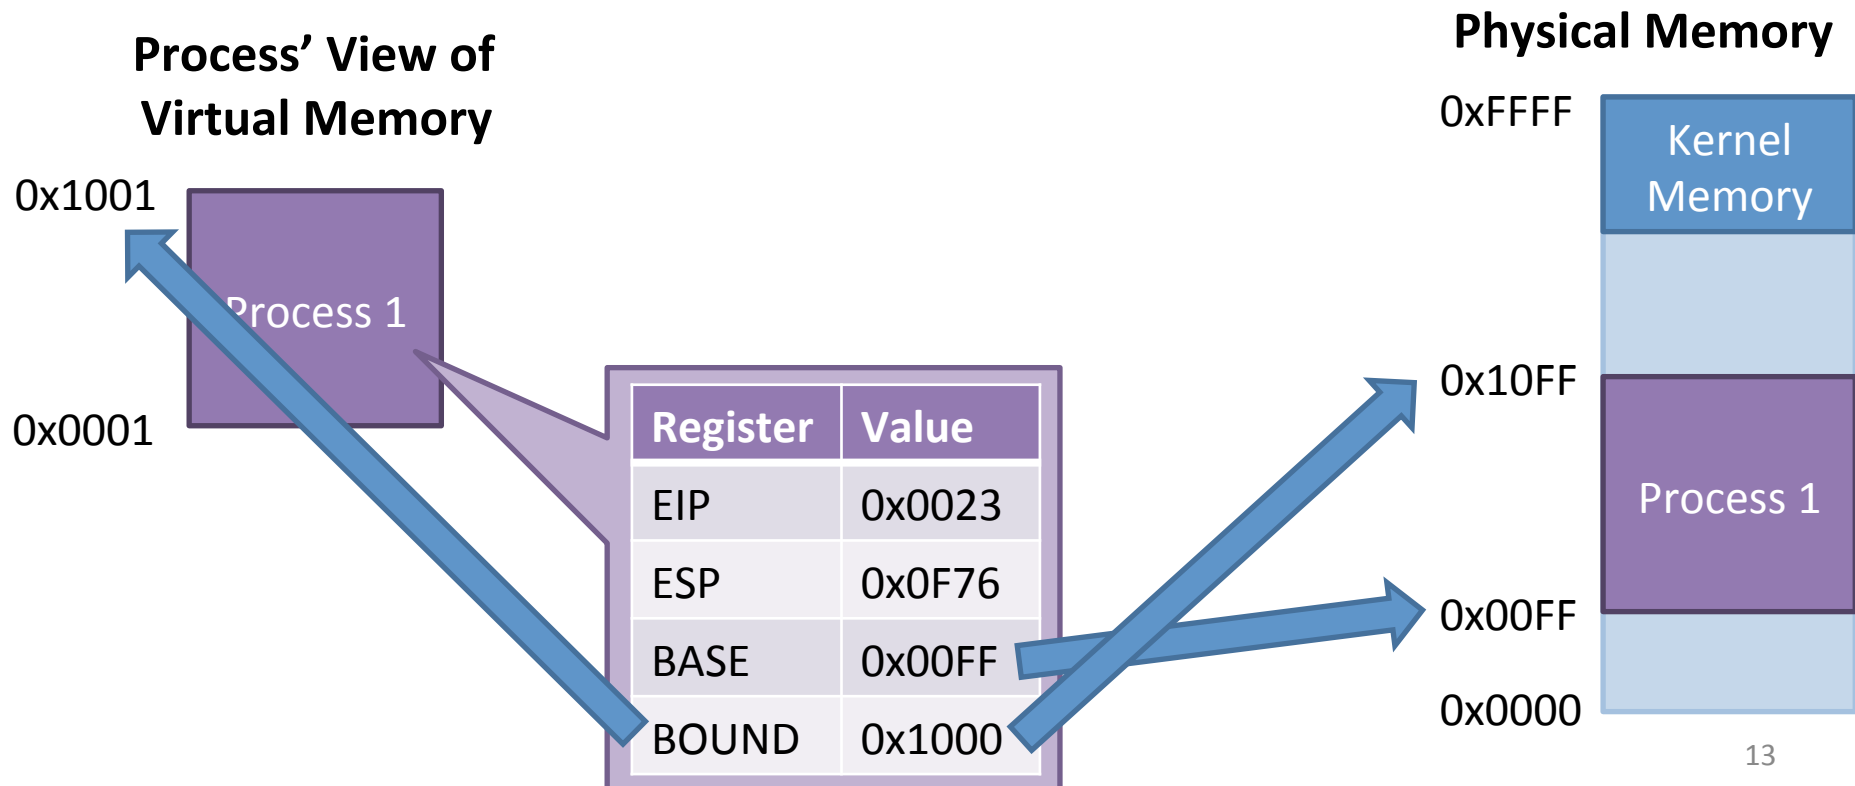 Process’ View of
Virtual Memory
0x1001
Process 1
0x0001
Register Value
EIP 0x0023
ESP 0x0F76
BASE 0x00FF
BOUND 0x1000
Physical Memory
0xFFFF
Kernel
Memory
0x10FF
Process 1
0x00FF
0x0000
13